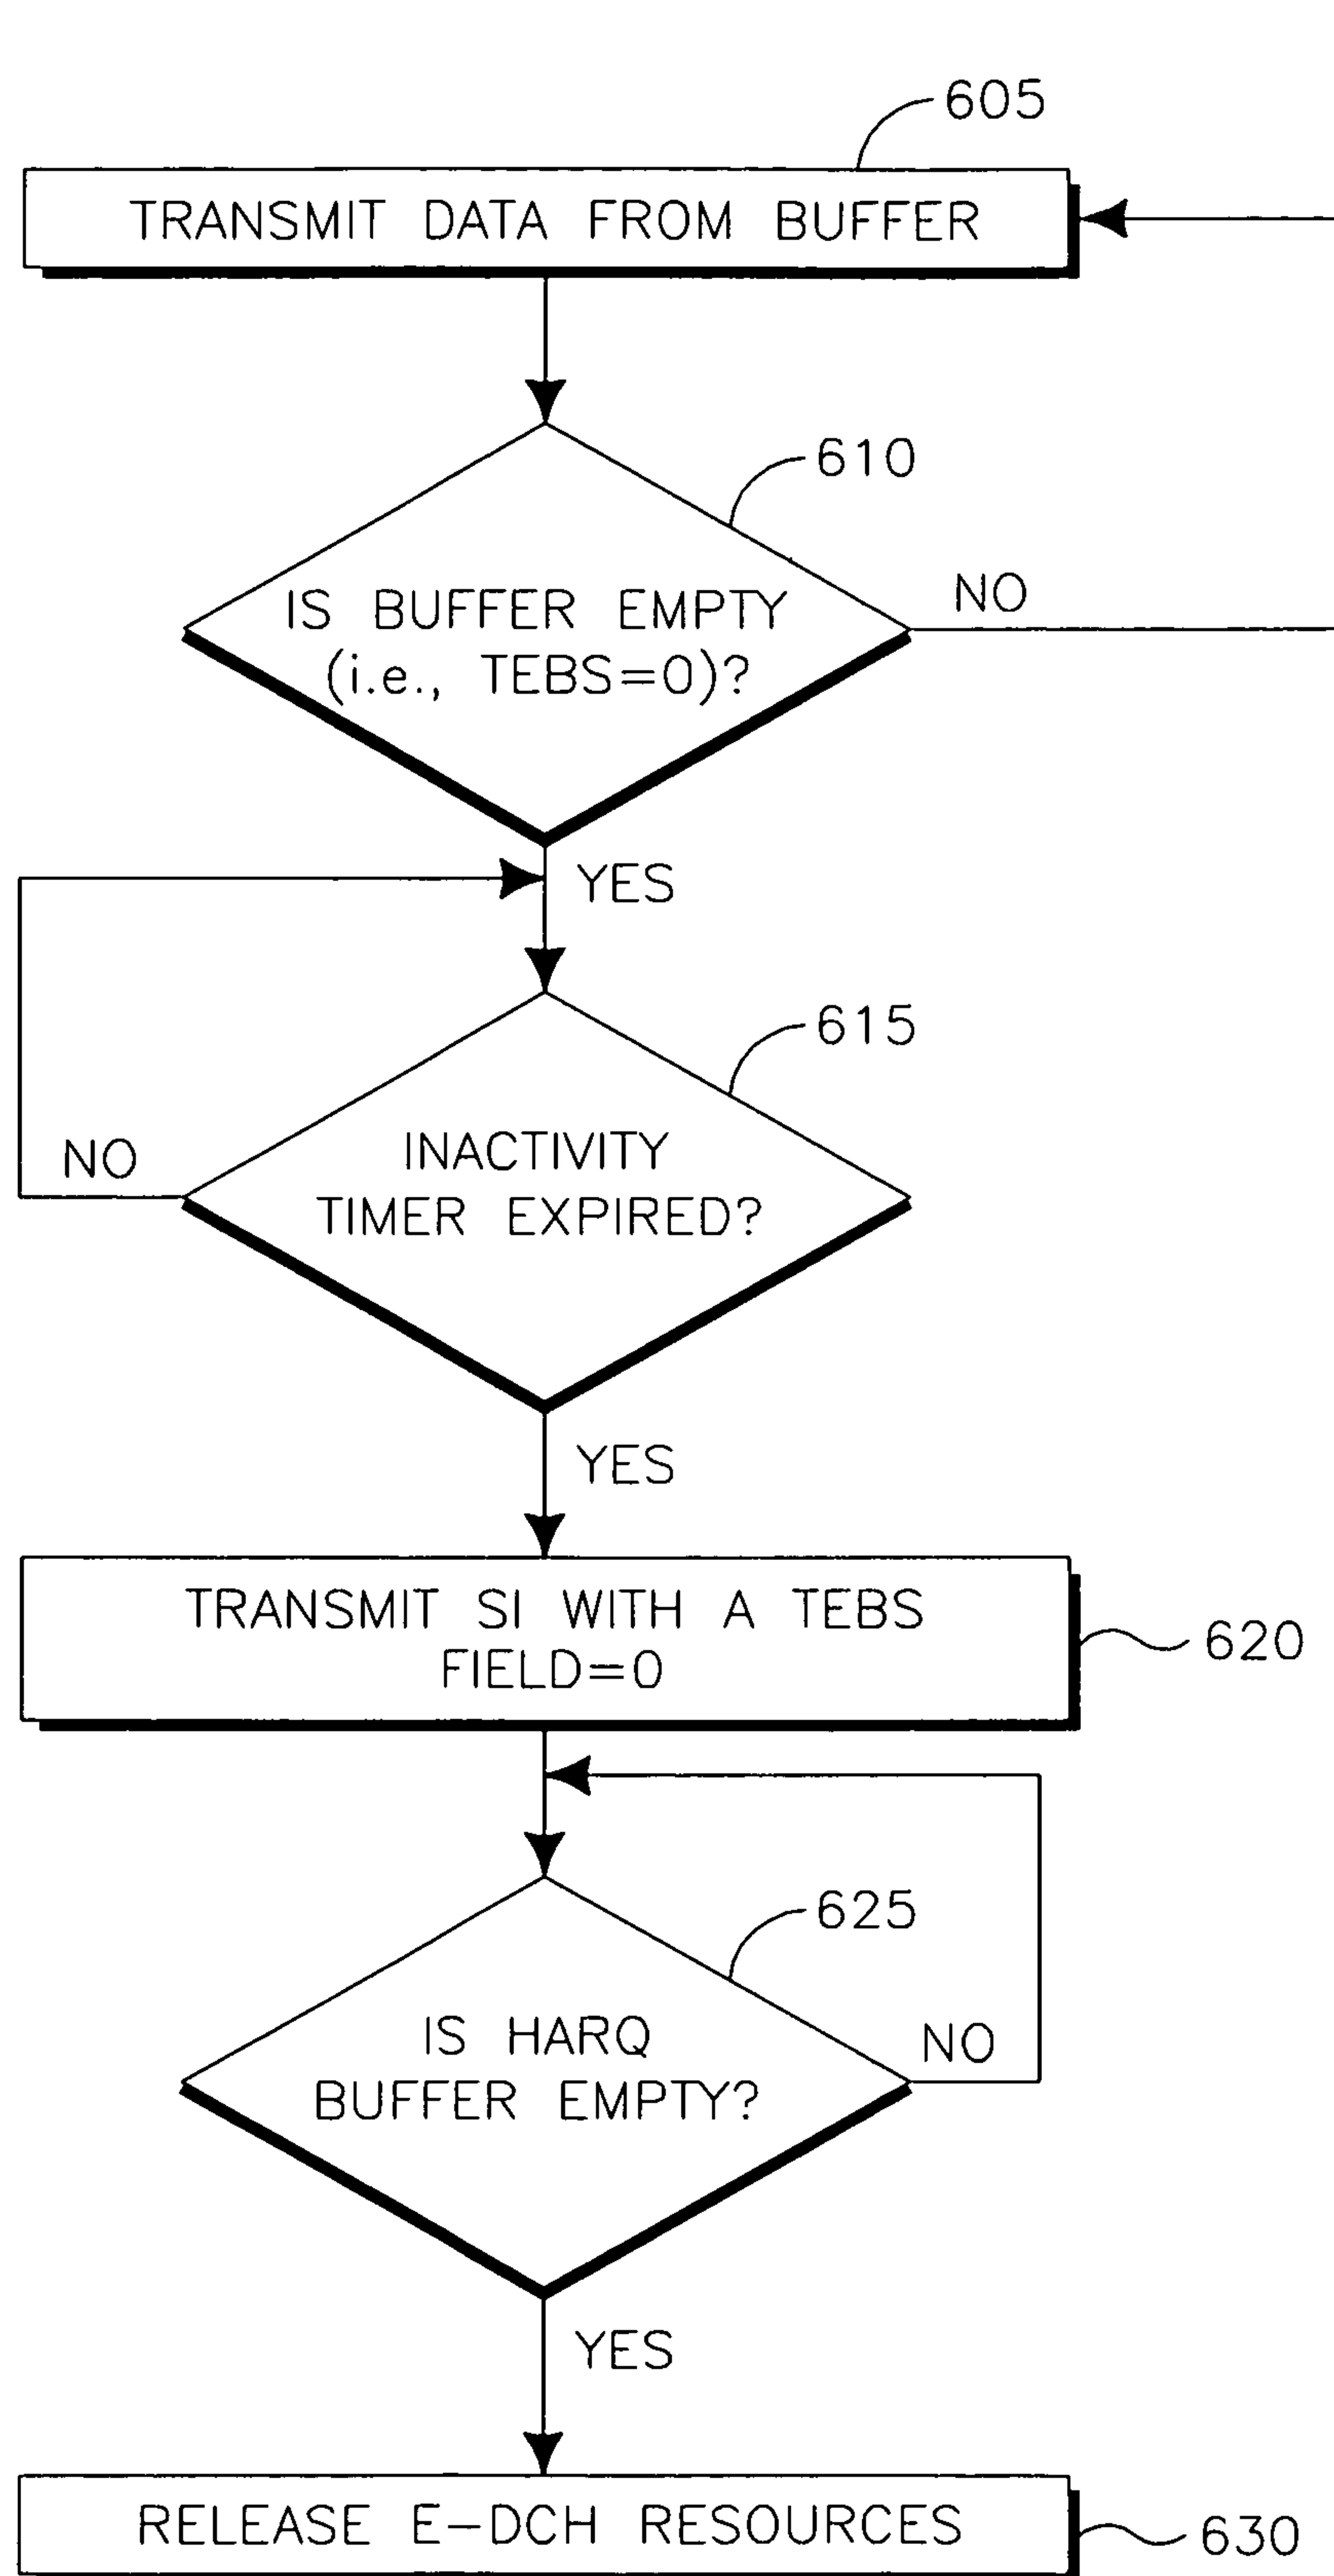 605
TRANSMIT DATA FROM BUFFER
610
IS BUFFER EMPTY
(i.e., TEBS=0)?
NO
YES
615
INACTIVITY
TIMER EXPIRED?
NO
YES
TRANSMIT SI WITH A TEBS
FIELD=0
620
625
IS HARQ
BUFFER EMPTY?
NO
YES
RELEASE E-DCH RESOURCES
630